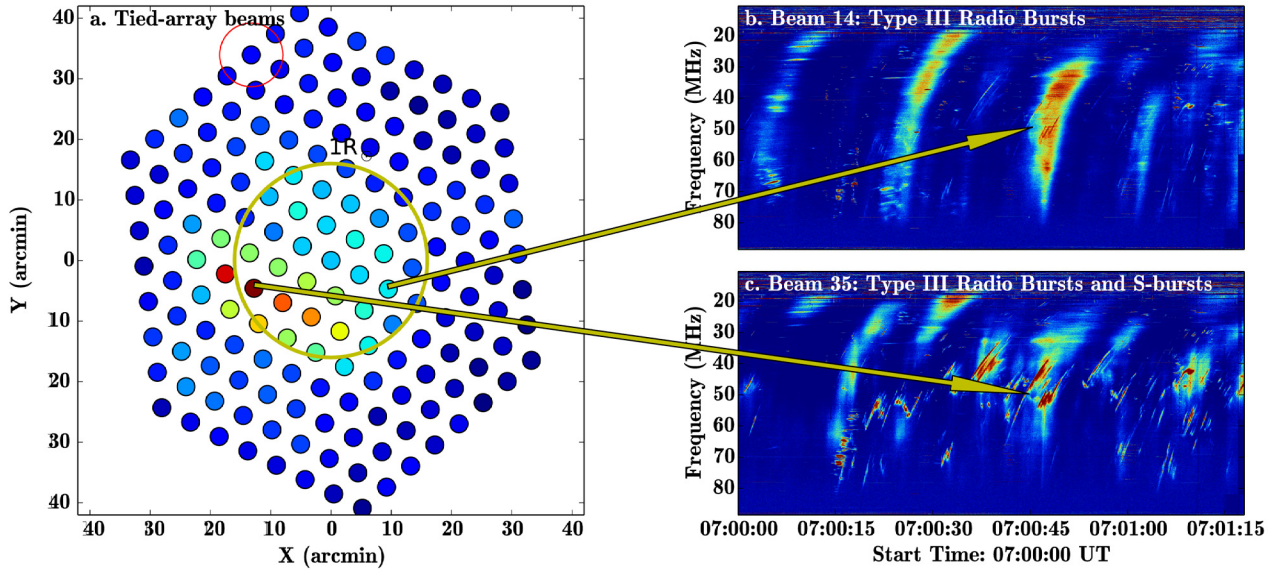 a. Tied-array beams
1R⊙
Y (arcmin)
40
30
20
10
0
10
20
30
40
40 30 20 10 0 10 20 30 40
X (arcmin)
b. Beam 14: Type III Radio Bursts
Frequency (MHz)
20
30
40
50
60
70
80
c. Beam 35: Type III Radio Bursts and S-bursts
Frequency (MHz)
20
30
40
50
60
70
80
07:00:00 07:00:15 07:00:30 07:00:45 07:01:00 07:01:15
Start Time: 07:00:00 UT